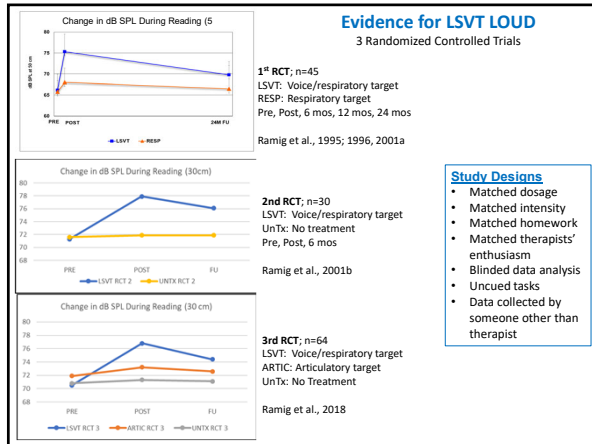 Evidence for LSVT LOUD
3 Randomized Controlled Trials
Change in dB SPL During Reading (5
dB SPL at 50 cm
80
75
70
65
60
PRE
POST
24M FU
LSVT
RESP
1st RCT; n=45
LSVT: Voice/respiratory target
RESP: Respiratory target
Pre, Post, 6 mos, 12 mos, 24 mos
Ramig et al., 1995; 1996, 2001a
Change in dB SPL During Reading (30cm)
80
78
76
74
72
70
68
PRE
POST
FU
LSVT RCT 2
UNTX RCT 2
2nd RCT; n=30
LSVT: Voice/respiratory target
UnTx: No treatment
Pre, Post, 6 mos
Ramig et al., 2001b
Change in dB SPL During Reading (30 cm)
80
78
76
74
72
70
68
PRE
POST
FU
LSVT RCT 3
ARTIC RCT 3
UNTX RCT 3
3rd RCT; n=64
LSVT: Voice/respiratory target
ARTIC: Articulatory target
UnTx: No Treatment
Ramig et al., 2018
Study Designs
• Matched dosage
• Matched intensity
• Matched homework
• Matched therapists'
enthusiasm
• Blinded data analysis
• Uncued tasks
• Data collected by
someone other than
therapist